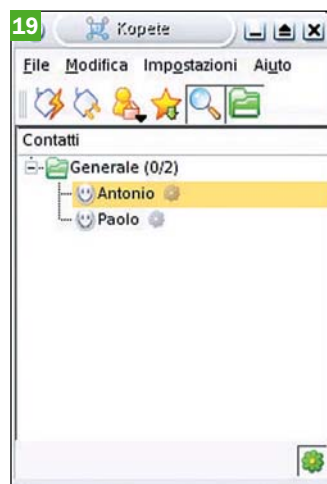 19
Kopete
File Modifica Impostazioni Aiuto
Contatti
Generale (0/2)
Antonio
Paolo